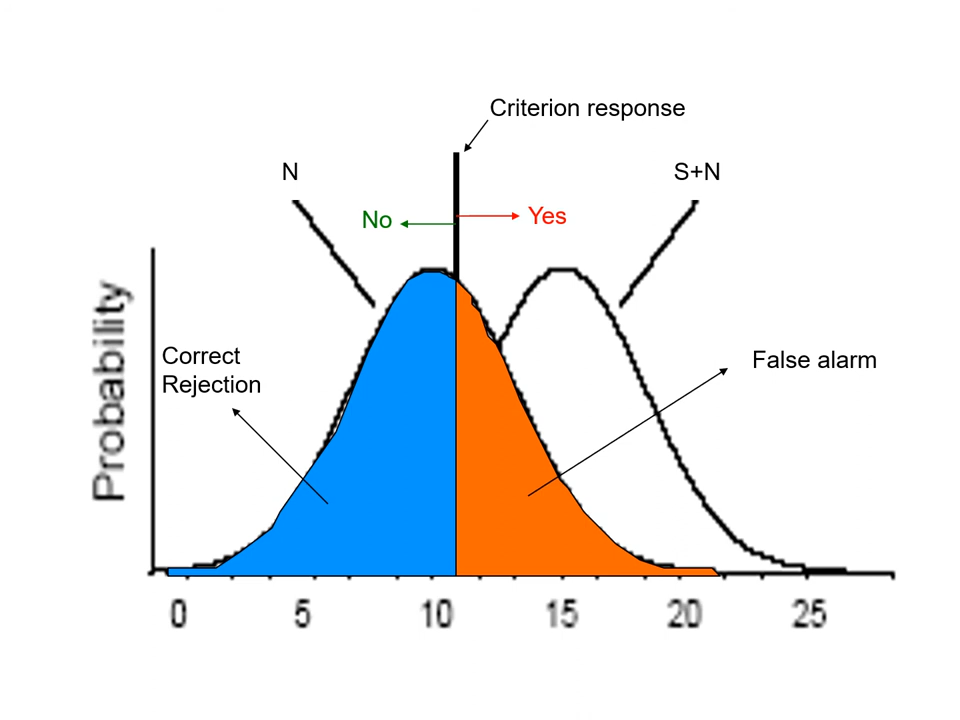 Criterion response
N
S+N
No
Yes
Probability
Correct
Rejection
False alarm
0 5 10 15 20 25